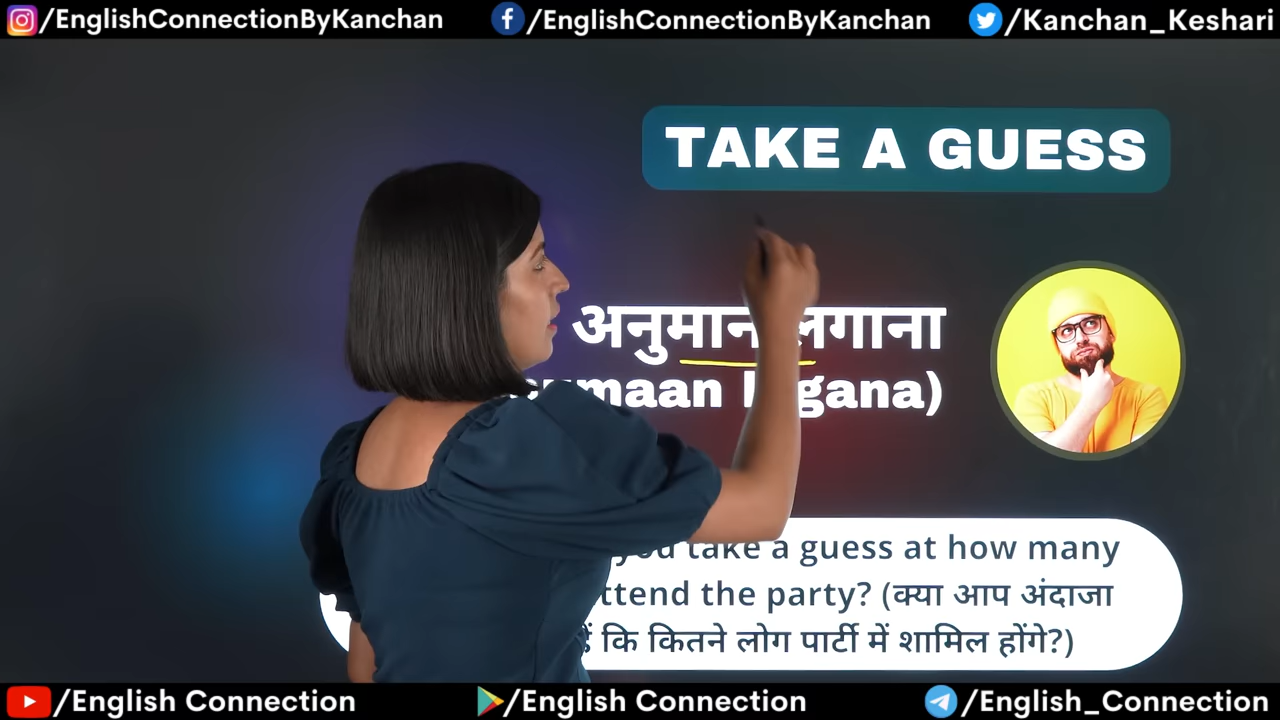 /EnglishConnectionByKanchan
/EnglishConnectionByKanchan
/Kanchan_Keshari
TAKE A GUESS
अनुमान लगाना
gana)
take a guess at how many
the party? (क्या आप अंदाजा
कि कितने लोग पार्टी में शामिल होंगे?)
/English Connection
/English Connection
/English_Connection